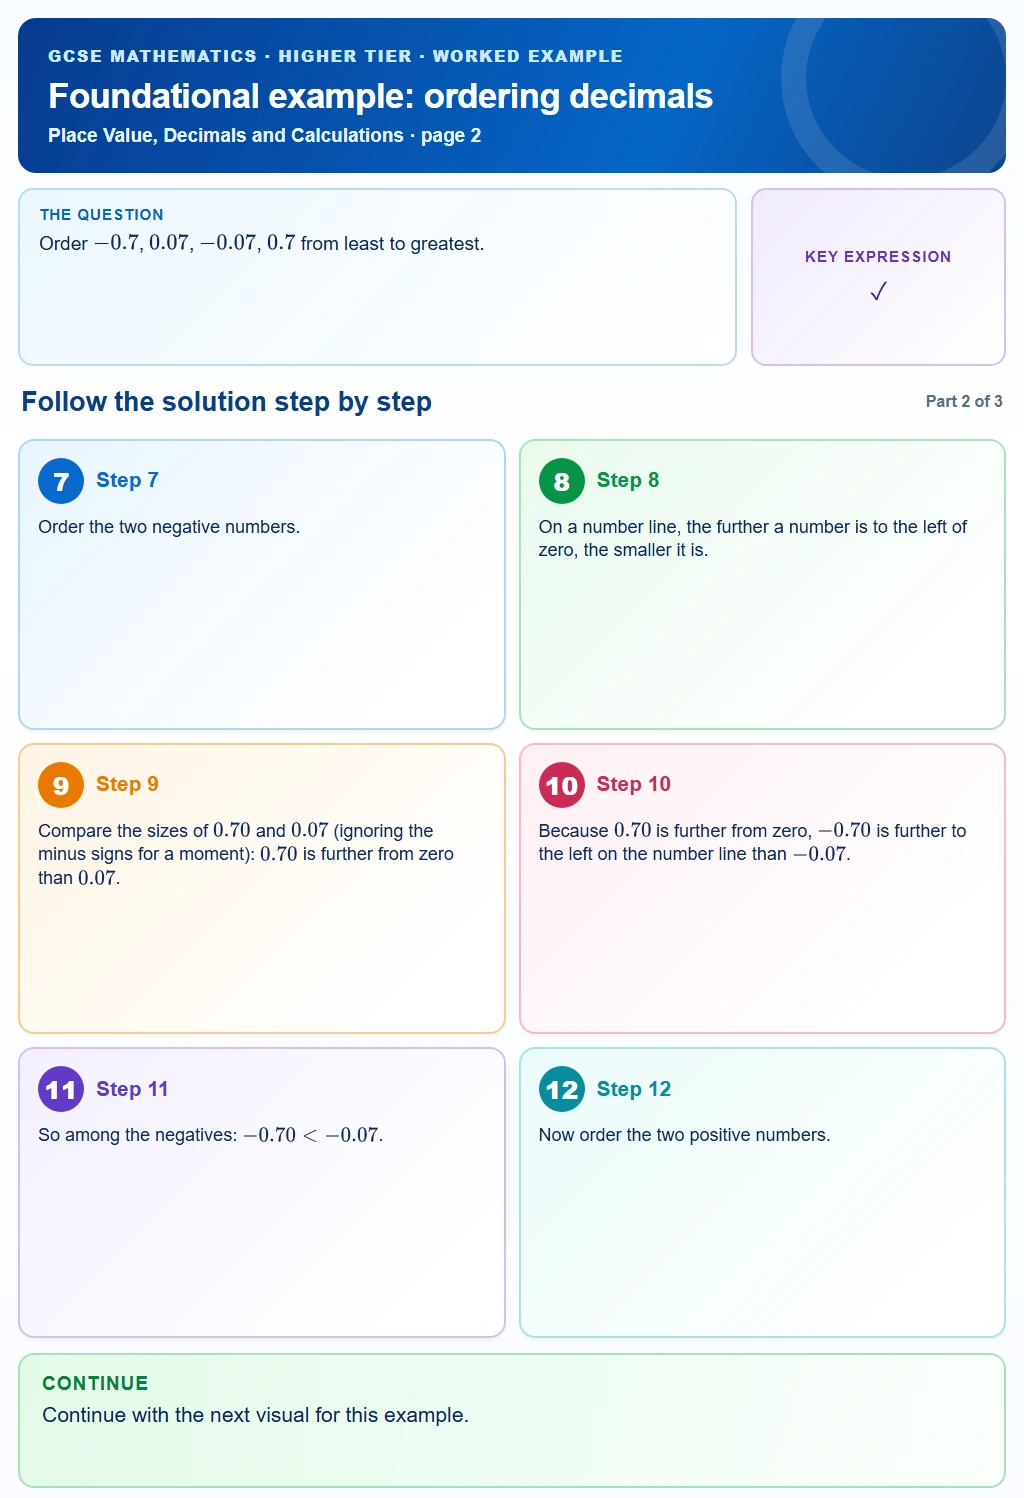 GCSE MATHEMATICS · HIGHER TIER · WORKED EXAMPLE
Foundational example: ordering decimals
Place Value, Decimals and Calculations · page 2
THE QUESTION
Order −0.7, 0.07, −0.07, 0.7 from least to greatest.
KEY EXPRESSION
✓
Follow the solution step by step
Part 2 of 3
7 Step 7
Order the two negative numbers.
8 Step 8
On a number line, the further a number is to the left of
zero, the smaller it is.
9 Step 9
Compare the sizes of 0.70 and 0.07 (ignoring the
minus signs for a moment): 0.70 is further from zero
than 0.07.
10 Step 10
Because 0.70 is further from zero, −0.70 is further to
the left on the number line than −0.07.
11 Step 11
So among the negatives: −0.70 < −0.07.
12 Step 12
Now order the two positive numbers.
CONTINUE
Continue with the next visual for this example.